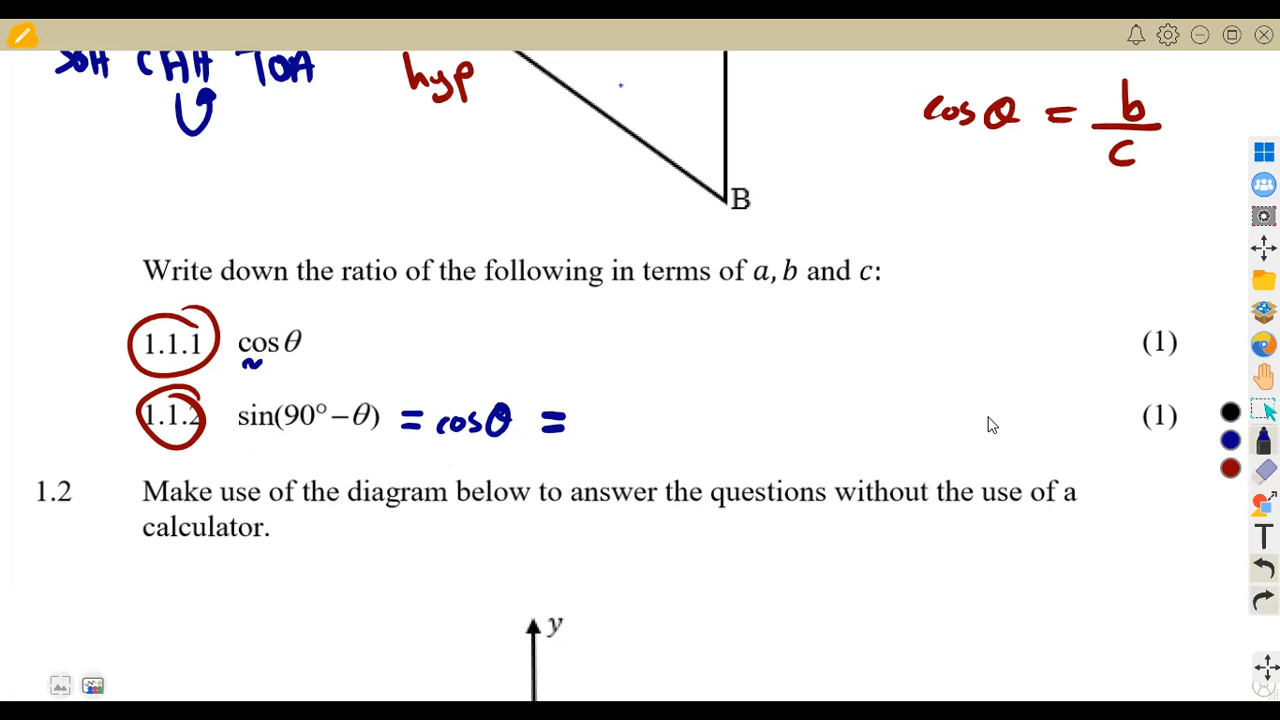 SOH CAH TOA
hyp
cos θ = b/c
B
Write down the ratio of the following in terms of a, b and c:
1.1.1 cos θ (1)
1.1.2 sin(90° − θ) = cos θ = (1)
1.2 Make use of the diagram below to answer the questions without the use of a
calculator.
y
T